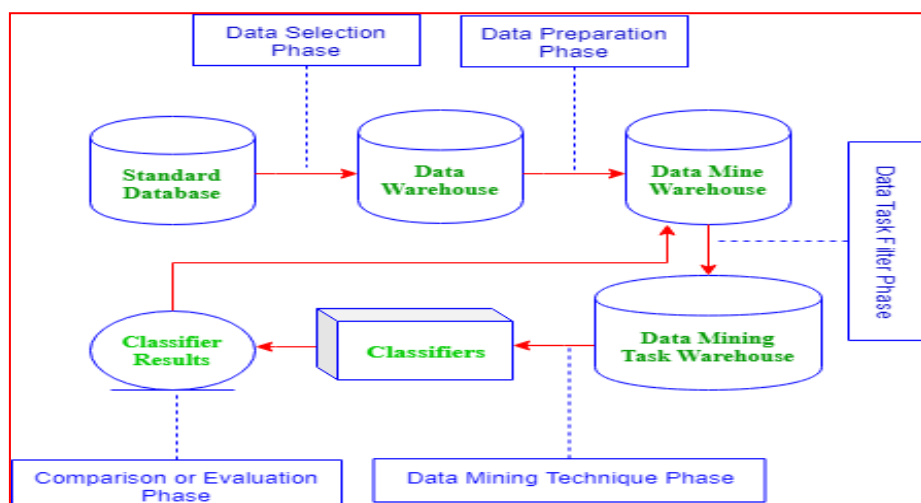 Data Selection
Phase
Data Preparation
Phase
Standard
Database
Data
Warehouse
Data Mine
Warehouse
Data Task Filter Phase
Classifier
Results
Classifiers
Data Mining
Task Warehouse
Comparison or Evaluation
Phase
Data Mining Technique Phase